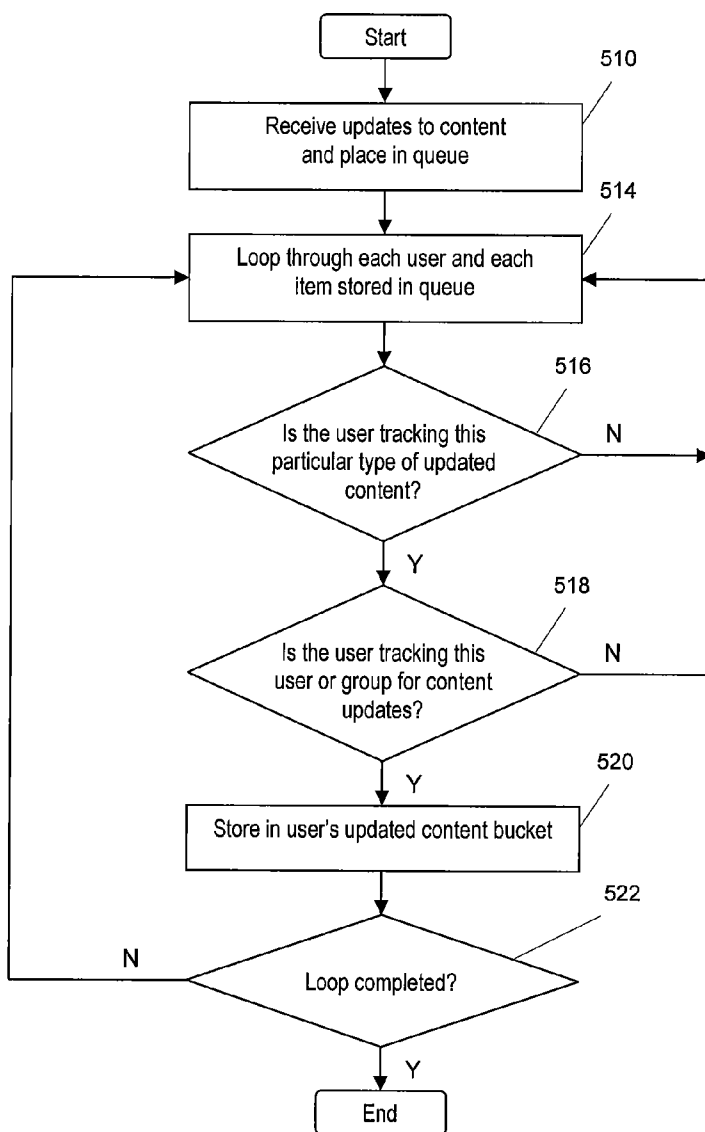 Start
510
Receive updates to content
and place in queue
514
Loop through each user and each
item stored in queue
516
Is the user tracking this
particular type of updated
content?
N
Y
518
Is the user tracking this
user or group for content
updates?
N
Y
520
Store in user's updated content bucket
522
N
Loop completed?
Y
End